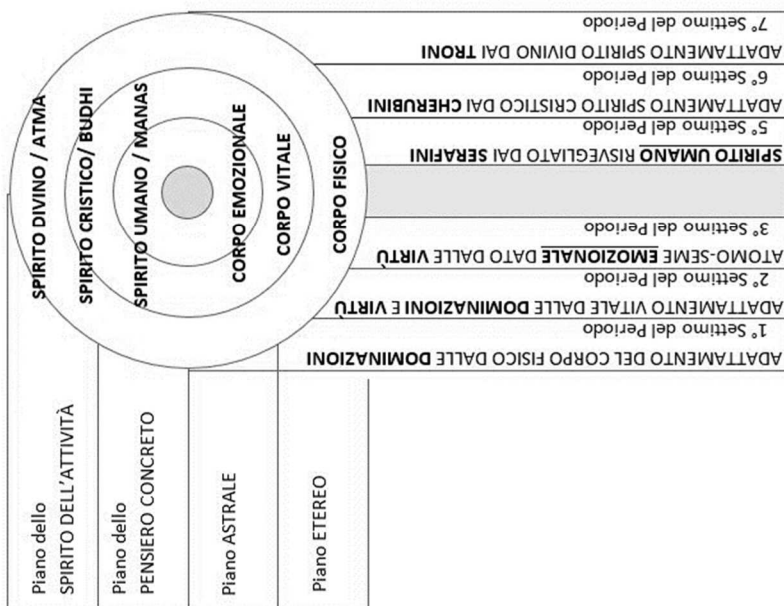 SPIRITO DIVINO / ATMA
SPIRITO CRISTICO/ BUDHI
SPIRITO UMANO / MANAS
CORPO EMOZIONALE
CORPO VITALE
CORPO FISICO
ADATTAMENTO DEL CORPO FISICO DALLE DOMINAZIONI
1° Settimo del Periodo
ADATTAMENTO VITALE DALLE DOMINAZIONI E VIRTÙ
2° Settimo del Periodo
ATOMO-SEME EMOZIONALE DATO DALLE VIRTÙ
3° Settimo del Periodo
SPIRITO UMANO RISVEGLIATO DAI SERAFINI
5° Settimo del Periodo
ADATTAMENTO SPIRITO CRISTICO DAI CHERUBINI
6° Settimo del Periodo
ADATTAMENTO SPIRITO DIVINO DAI TRONI
7° Settimo del Periodo
Piano dello
SPIRITO DELL'ATTIVITÀ
Piano dello
PENSIERO CONCRETO
Piano ASTRALE
Piano ETEREO